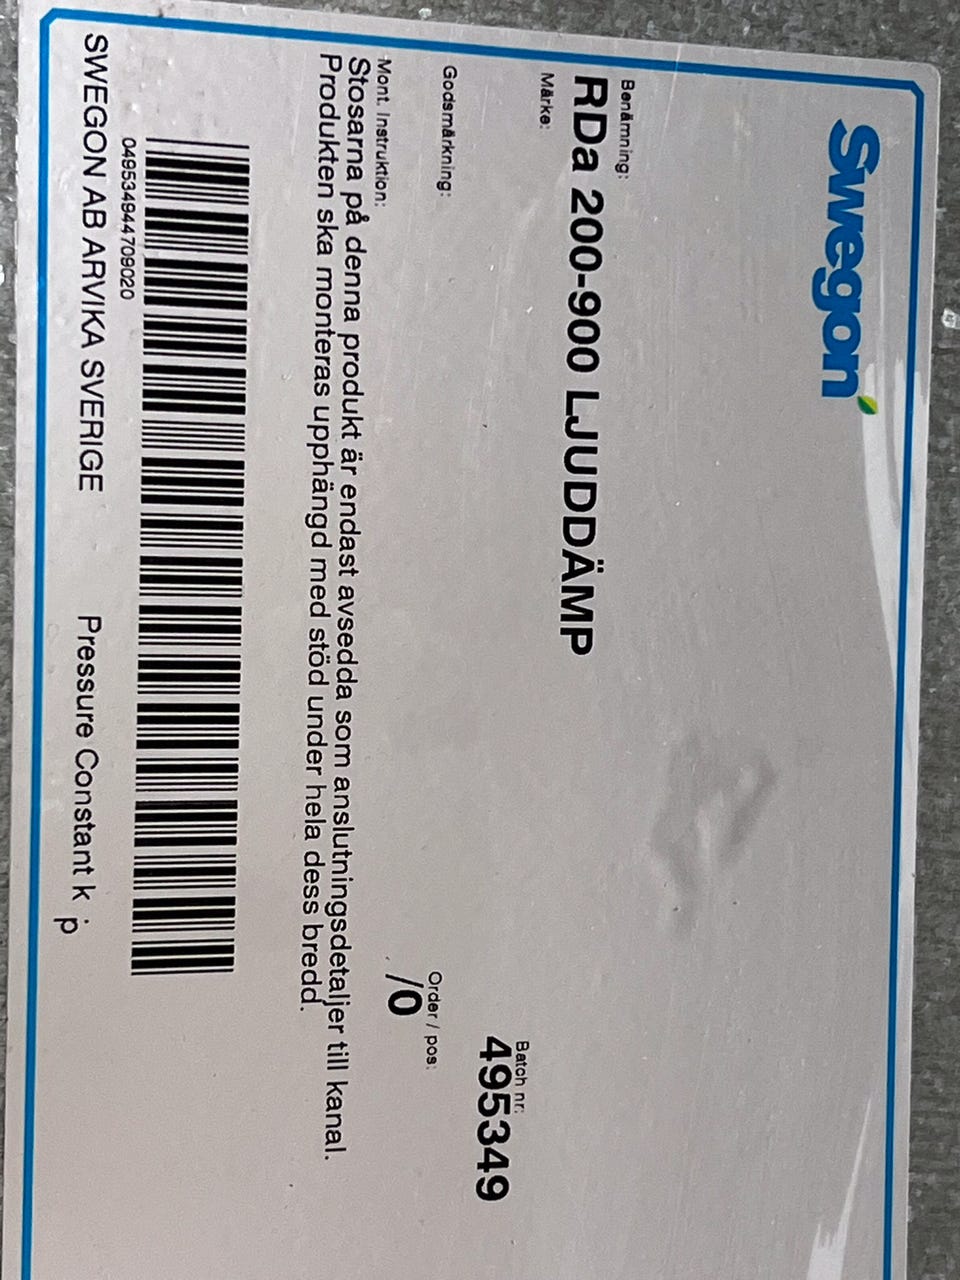 Swegon
Benämning:
RDa 200-900 LJUDDÄMP
Märke:
Batch nr:
495349
Godsmärkning:
Order / pos:
/0
Mont. Instruktion:
Stosarna på denna produkt är endast avsedda som anslutningsdetaljer till kanal.
Produkten ska monteras upphängd med stöd under hela dess bredd.
04953494470​9020
SWEGON AB ARVIKA SVERIGE Pressure Constant k p